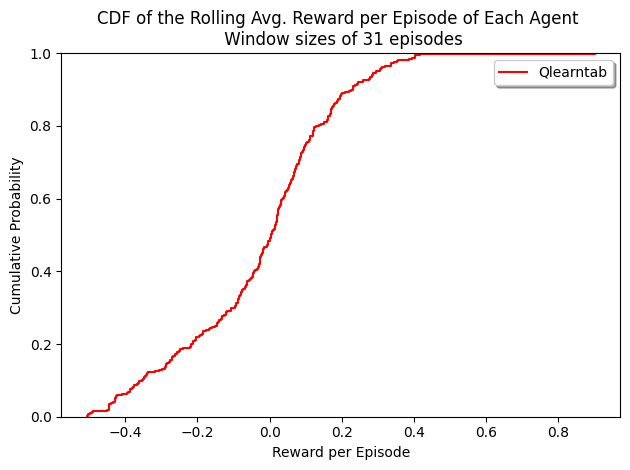 CDF of the Rolling Avg. Reward per Episode of Each Agent
Window sizes of 31 episodes
Qlearntab
Cumulative Probability
1.0
0.8
0.6
0.4
0.2
0.0
−0.4 −0.2 0.0 0.2 0.4 0.6 0.8
Reward per Episode